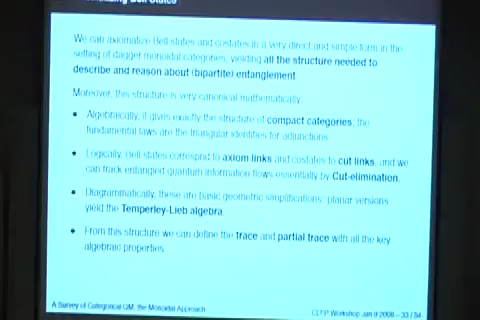 Bell States
We can axiomatize Bell states and costates in a very direct and simple form in the
setting of dagger monoidal categories, yielding all the structure needed to
describe and reason about (bipartite) entanglement.
Moreover, this structure is very canonical mathematically:
Algebraically, it gives exactly the structure of compact categories; the
fundamental laws are the triangular identities for adjunctions.
Logically, Bell states correspnd to axiom links and costates to cut links, and we
can track entangled quantum information flows essentially by Cut-elimination.
Diagrammatically, these are basic geometric simplifications; planar versions
yield the Temperley-Lieb algebra.
From this structure we can define the trace and partial trace with all the key
algebraic properties.
A Survey of Categorical QM: the Monoidal Approach
Workshop Jan 9 2008 – 33 / 54